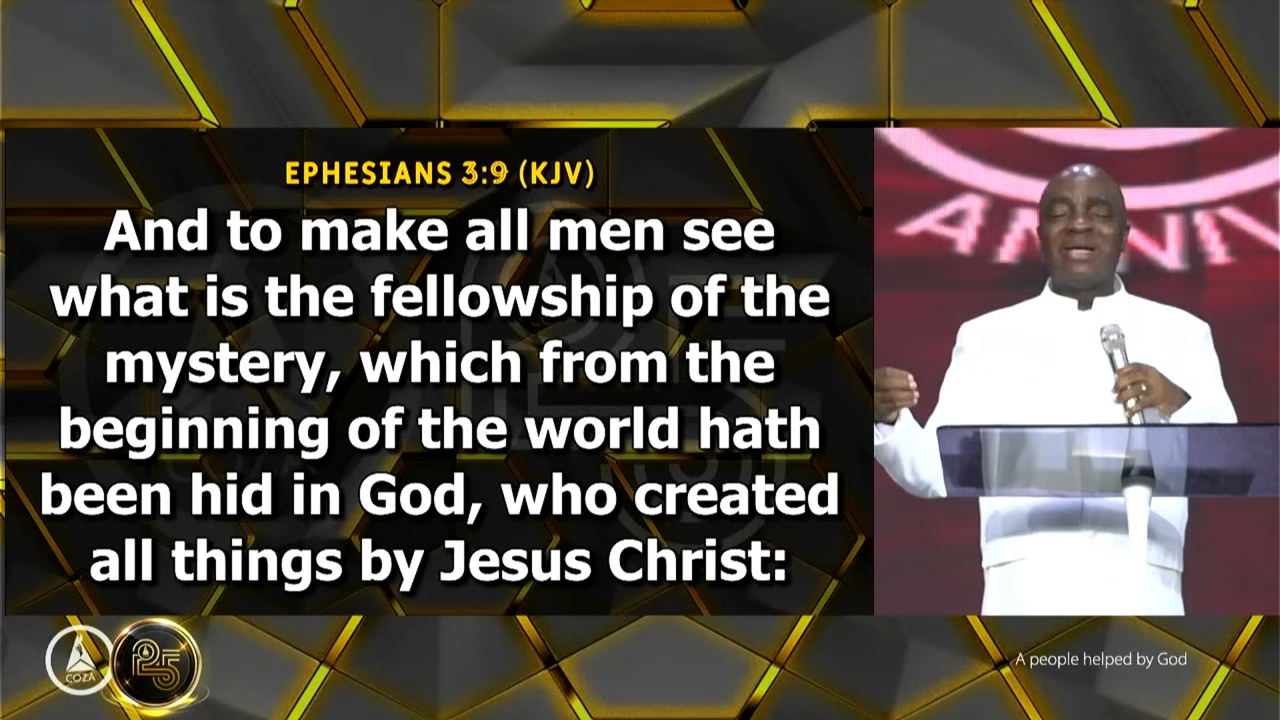 EPHESIANS 3:9 (KJV)
And to make all men see
what is the fellowship of the
mystery, which from the
beginning of the world hath
been hid in God, who created
all things by Jesus Christ:
COZA
25
A people helped by God